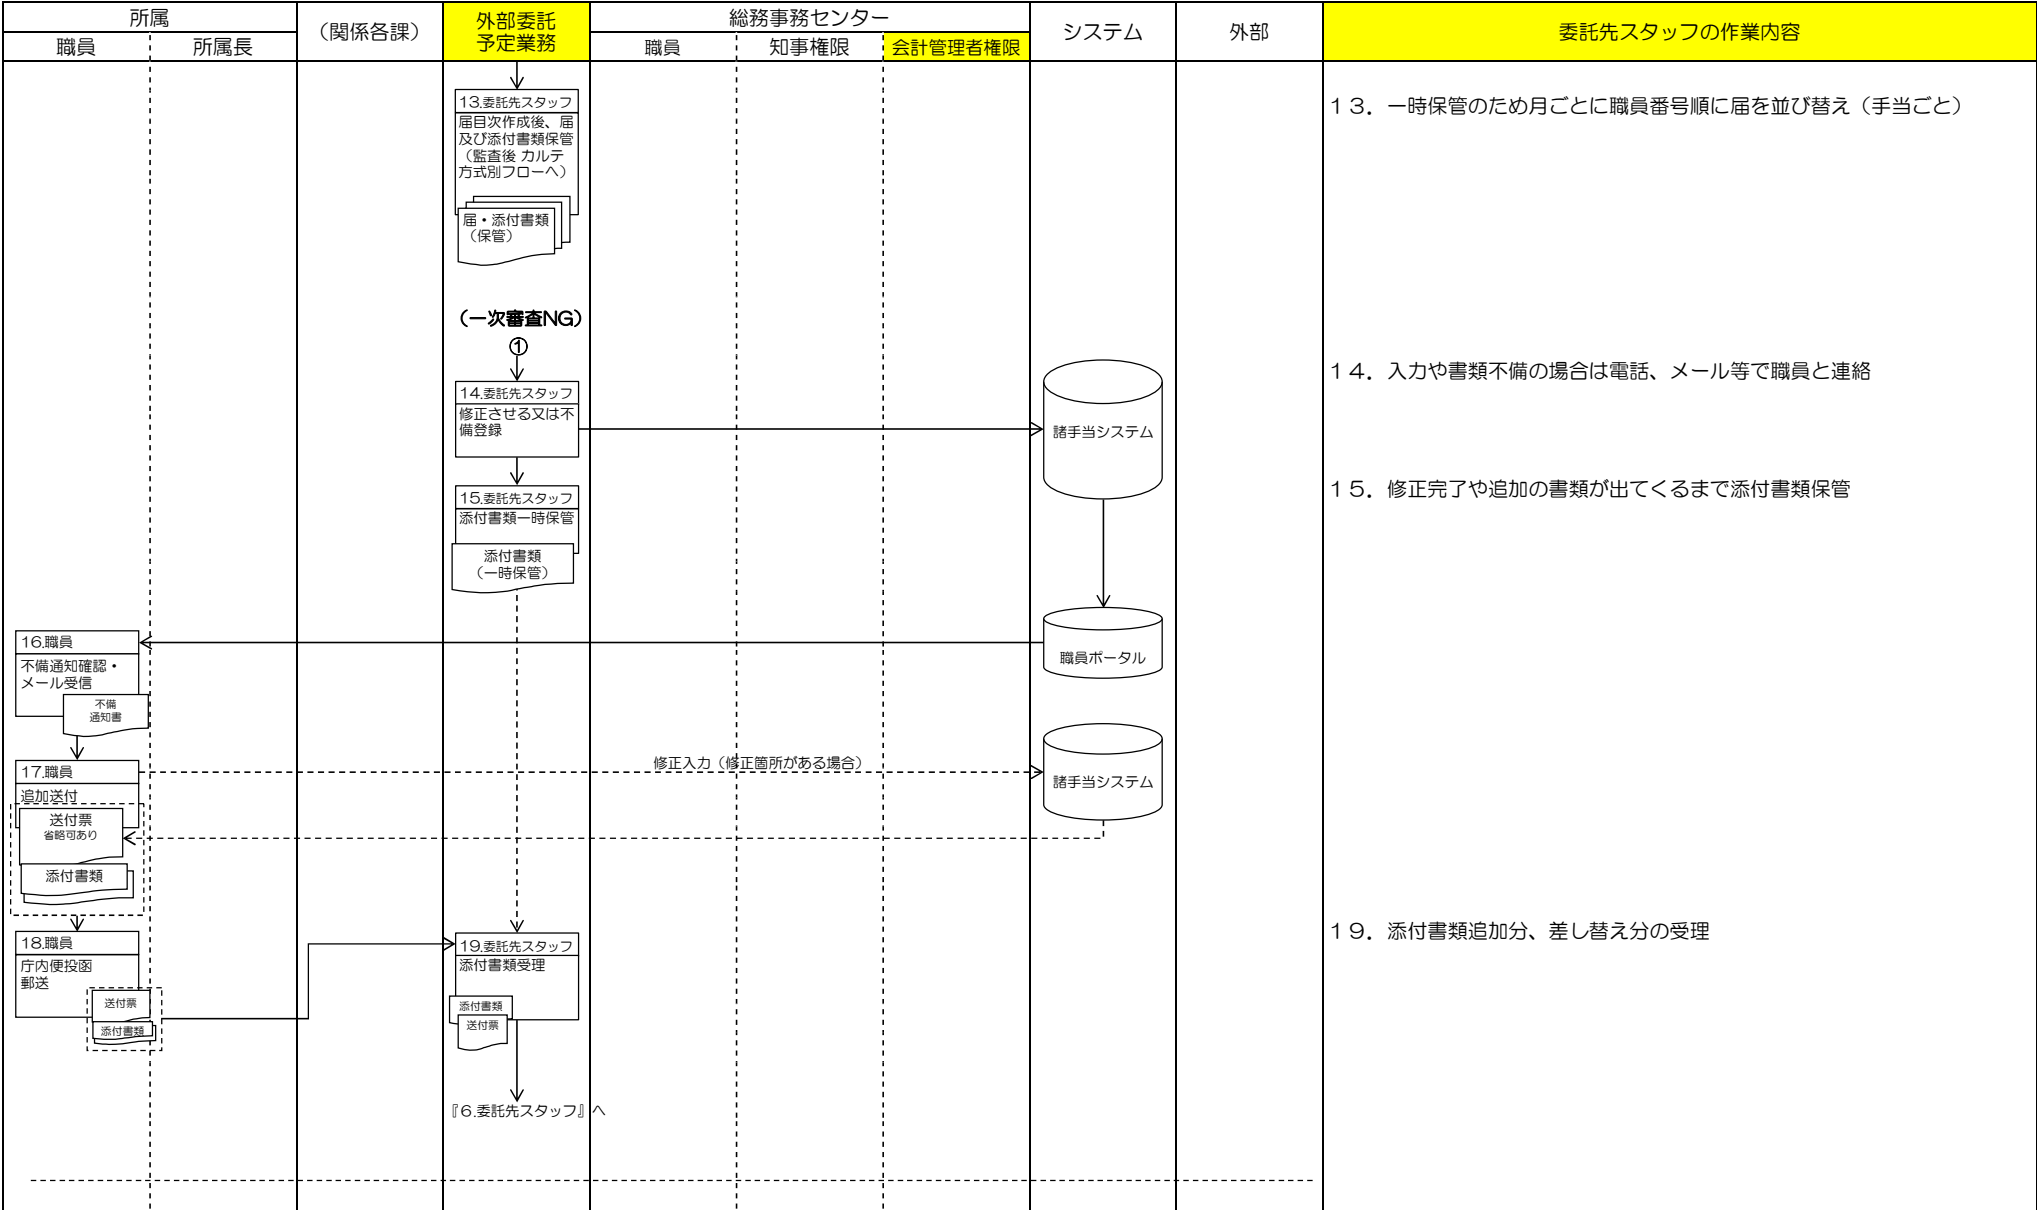 所属
（関係各課）
外部委託
予定業務
総務事務センター
システム
外部
委託先スタッフの作業内容
職員
所属長
職員
知事権限
会計管理者権限
13.委託先スタッフ
届目次作成後、届
及び添付書類保管
（監査後 カルテ
方式別フローへ）
届・添付書類
（保管）
１３．一時保管のため月ごとに職員番号順に届を並び替え（手当ごと）
（一次審査NG）
①
14.委託先スタッフ
修正させる又は不
備登録
諸手当システム
１４．入力や書類不備の場合は電話、メール等で職員と連絡
15.委託先スタッフ
添付書類一時保管
添付書類
（一時保管）
１５．修正完了や追加の書類が出てくるまで添付書類保管
16.職員
不備通知確認・
メール受信
不備
通知書
職員ポータル
17.職員
追加送付
送付票
省略可あり
添付書類
修正入力（修正箇所がある場合）
諸手当システム
18.職員
庁内便投函
郵送
送付票
添付書類
19.委託先スタッフ
添付書類受理
添付書類
送付票
１９．添付書類追加分、差し替え分の受理
『6.委託先スタッフ』へ